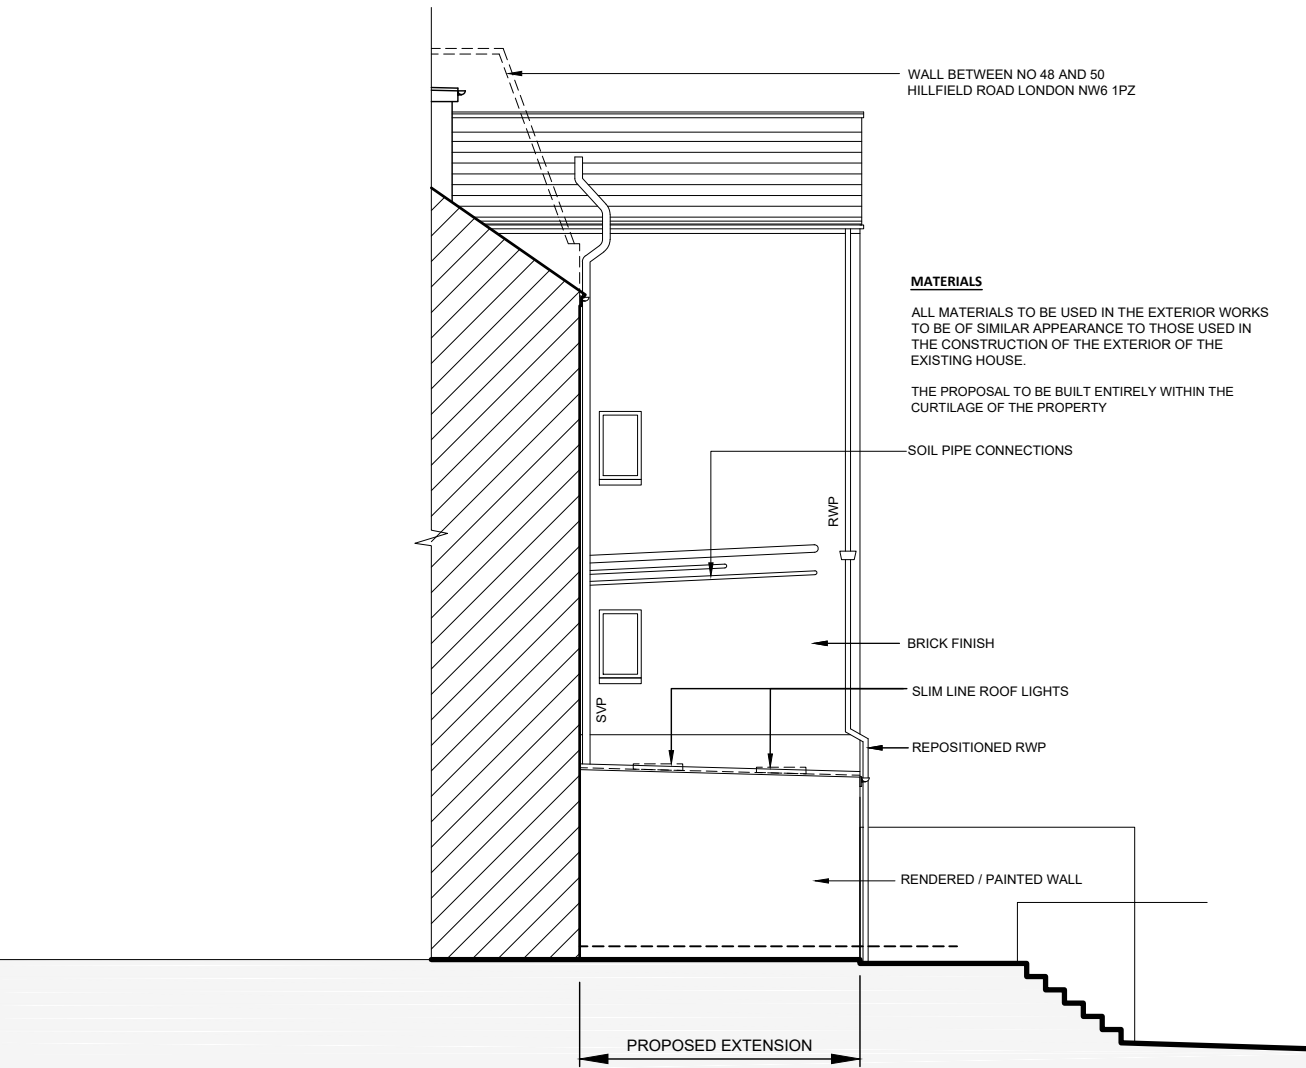 WALL BETWEEN NO 48 AND 50
HILLFIELD ROAD LONDON NW6 1PZ
MATERIALS
ALL MATERIALS TO BE USED IN THE EXTERIOR WORKS
TO BE OF SIMILAR APPEARANCE TO THOSE USED IN
THE CONSTRUCTION OF THE EXTERIOR OF THE
EXISTING HOUSE.
THE PROPOSAL TO BE BUILT ENTIRELY WITHIN THE
CURTILAGE OF THE PROPERTY
SOIL PIPE CONNECTIONS
RWP
BRICK FINISH
SLIM LINE ROOF LIGHTS
SVP
REPOSITIONED RWP
RENDERED / PAINTED WALL
PROPOSED EXTENSION